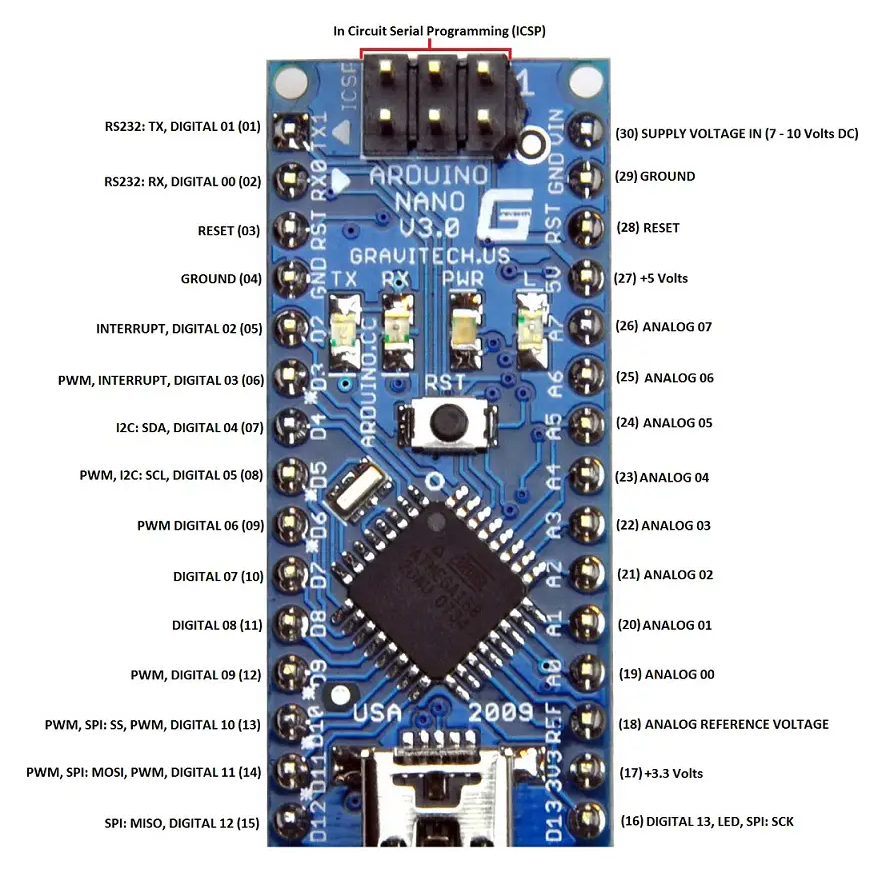 In Circuit Serial Programming (ICSP)
RS232: TX, DIGITAL 01 (01)
RS232: RX, DIGITAL 00 (02)
RESET (03)
GROUND (04)
INTERRUPT, DIGITAL 02 (05)
PWM, INTERRUPT, DIGITAL 03 (06)
I2C: SDA, DIGITAL 04 (07)
PWM, I2C: SCL, DIGITAL 05 (08)
PWM DIGITAL 06 (09)
DIGITAL 07 (10)
DIGITAL 08 (11)
PWM, DIGITAL 09 (12)
PWM, SPI: SS, PWM, DIGITAL 10 (13)
PWM, SPI: MOSI, PWM, DIGITAL 11 (14)
SPI: MISO, DIGITAL 12 (15)
TX1
RX0
RST
GND
D2
*D3
D4
*D5
*D6
D7
D8
*D9
*D10
*D11
D12
ICSP
1
ARDUINO
NANO
V3.0
G
GRAVITECH.US
TX
RX
PWR
L
ARDUINO.CC
RST
USA
2009
VIN
GND
RST
5V
A7
A6
A5
A4
A3
A2
A1
A0
REF
3V3
D13
(30) SUPPLY VOLTAGE IN (7 - 10 Volts DC)
(29) GROUND
(28) RESET
(27) +5 Volts
(26) ANALOG 07
(25) ANALOG 06
(24) ANALOG 05
(23) ANALOG 04
(22) ANALOG 03
(21) ANALOG 02
(20) ANALOG 01
(19) ANALOG 00
(18) ANALOG REFERENCE VOLTAGE
(17) +3.3 Volts
(16) DIGITAL 13, LED, SPI: SCK